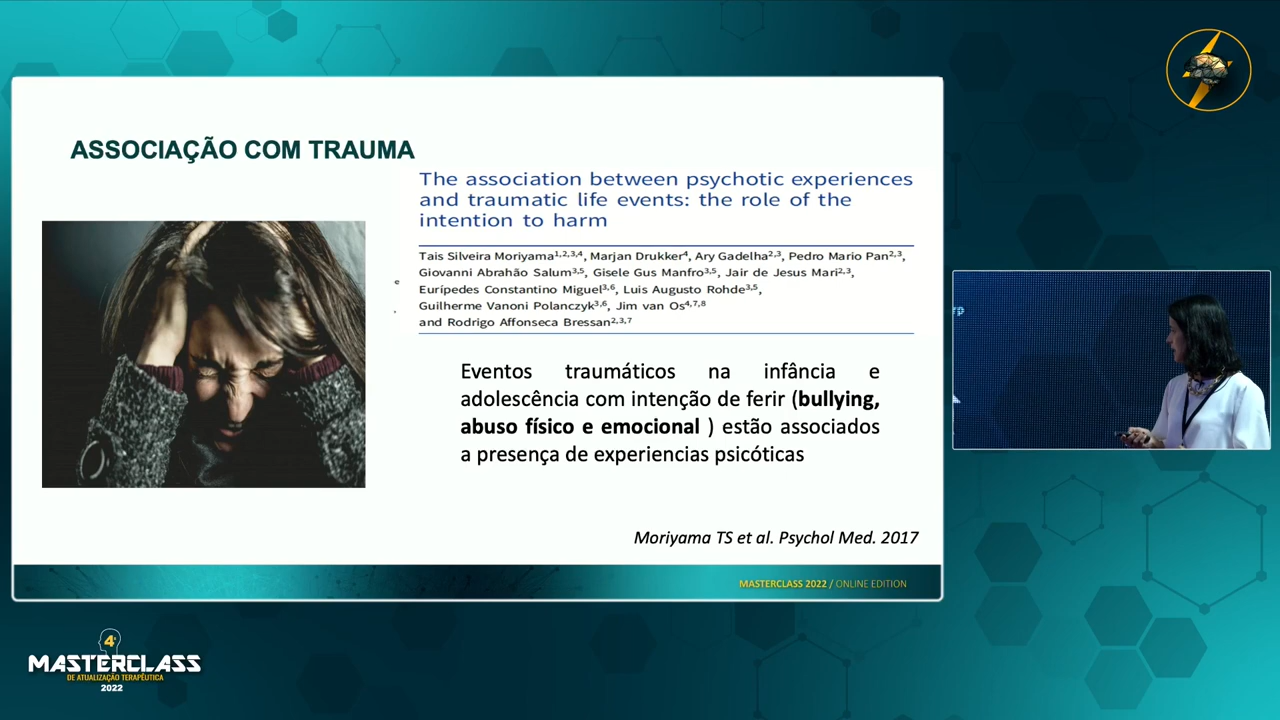 ASSOCIAÇÃO COM TRAUMA
The association between psychotic experiences
and traumatic life events: the role of the
intention to harm
Tais Silveira Moriyama1,2,3,4, Marjan Drukker4, Ary Gadelha2,3, Pedro Mario Pan2,3,
Giovanni Abrahão Salum3,5, Gisele Gus Manfro3,5, Jair de Jesus Mari2,3,
Eurípedes Constantino Miguel3,6, Luis Augusto Rohde3,5,
Guilherme Vanoni Polanczyk3,6, Jim van Os4,7,8
and Rodrigo Affonseca Bressan2,3,7
Eventos traumáticos na infância e
adolescência com intenção de ferir (bullying,
abuso físico e emocional ) estão associados
a presença de experiencias psicóticas
Moriyama TS et al. Psychol Med. 2017
MASTERCLASS 2022 / ONLINE EDITION
4ª
MASTERCLASS
DE ATUALIZAÇÃO TERAPÊUTICA
2022